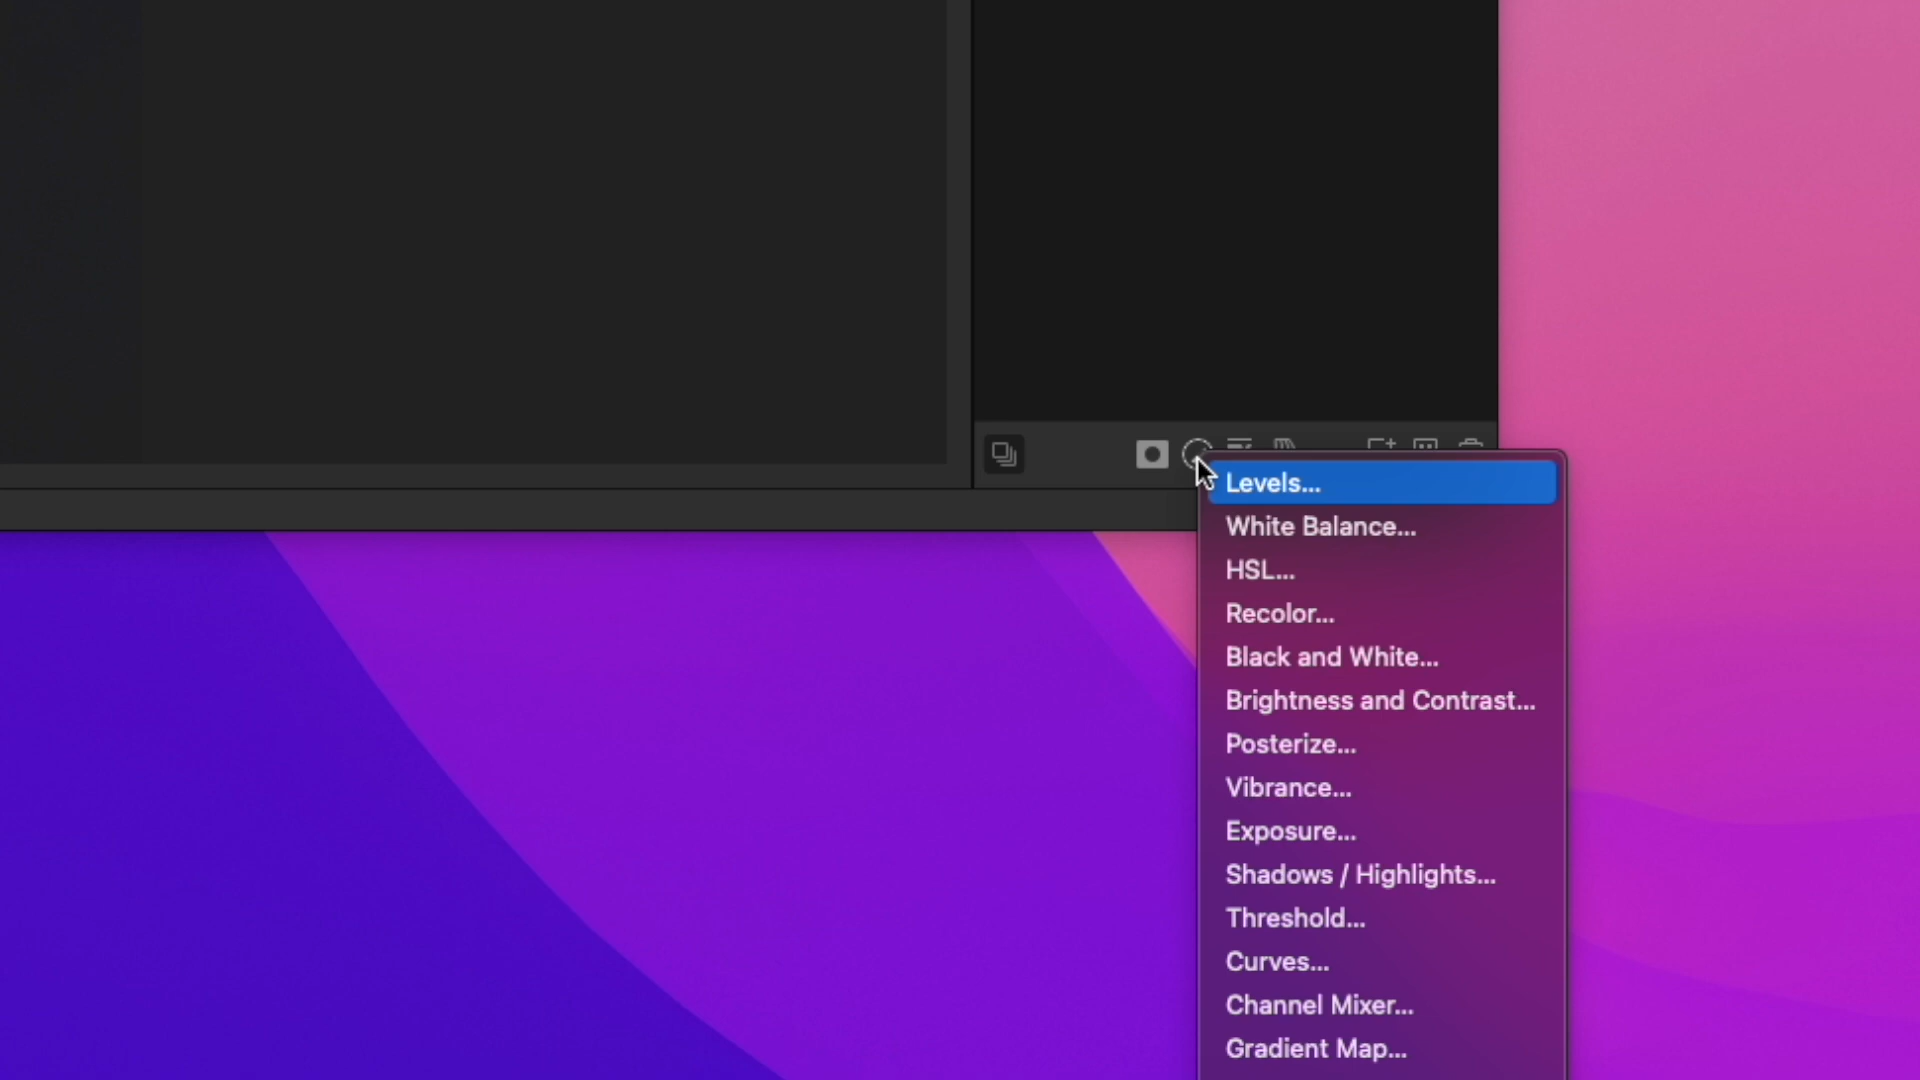 Levels...
White Balance...
HSL...
Recolor...
Black and White...
Brightness and Contrast...
Posterize...
Vibrance...
Exposure...
Shadows / Highlights...
Threshold...
Curves...
Channel Mixer...
Gradient Map...